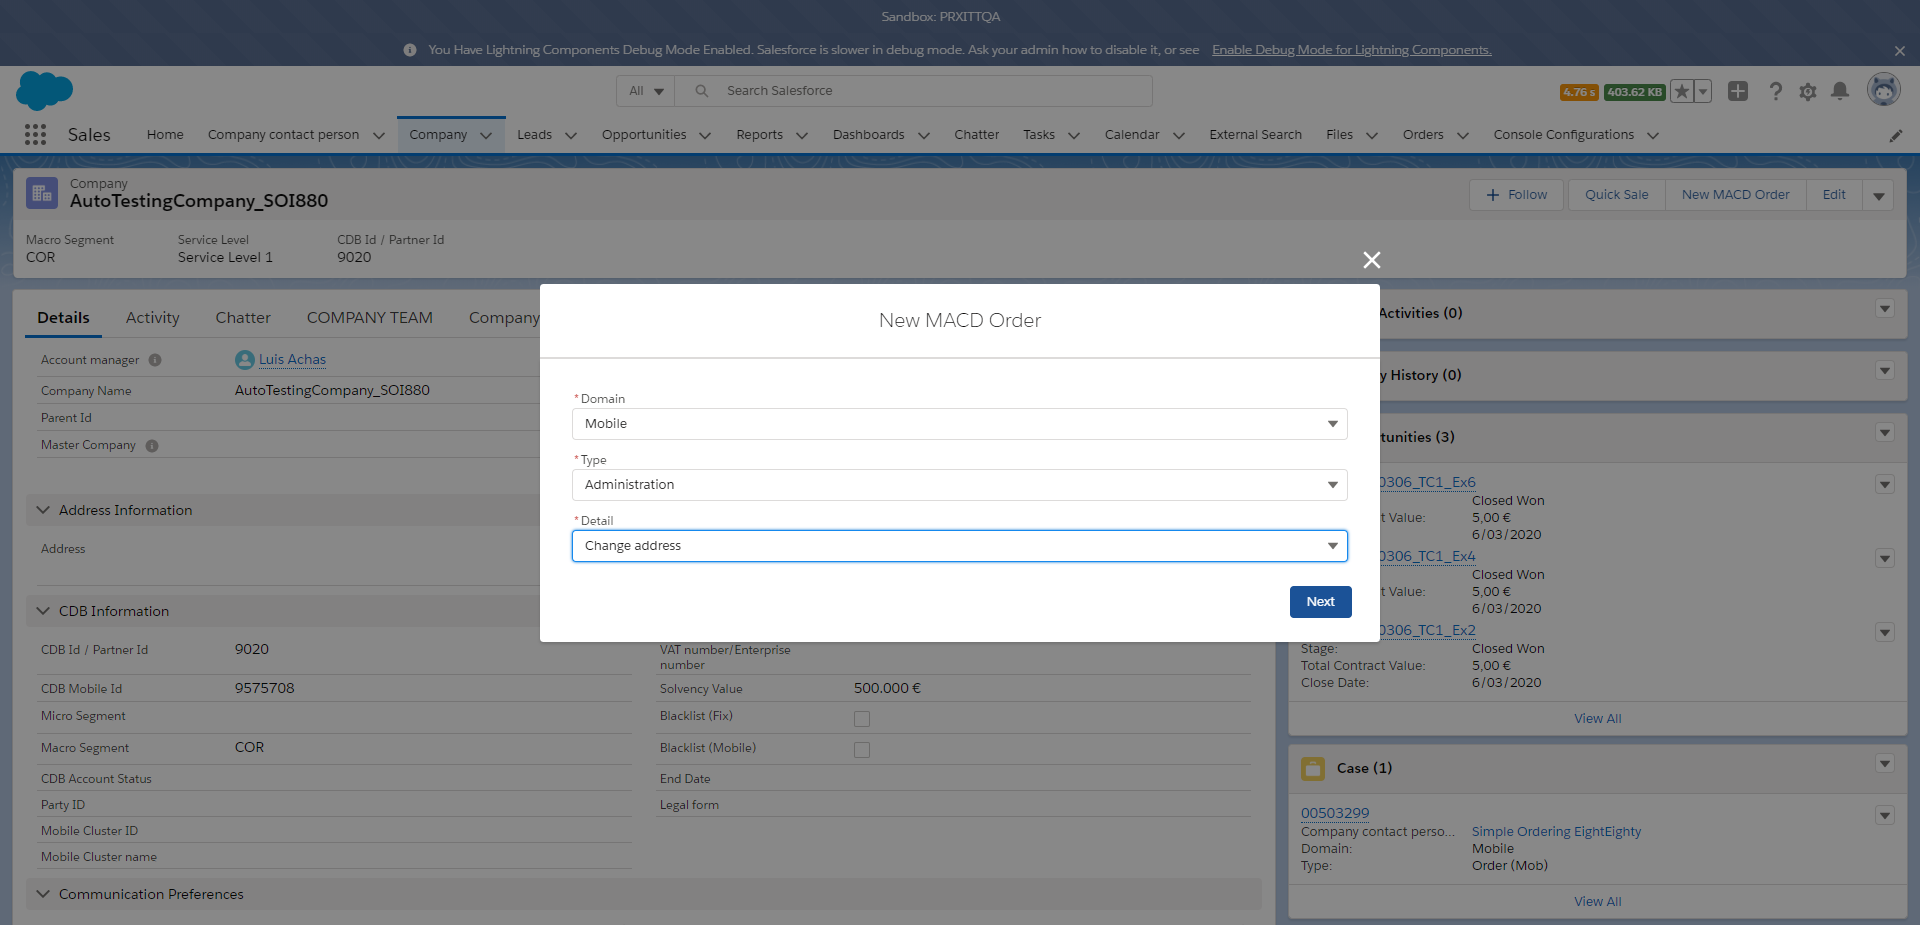 Sandbox: PRXITTQA
You Have Lightning Components Debug Mode Enabled. Salesforce is slower in debug mode. Ask your admin how to disable it, or see Enable Debug Mode for Lightning Components.
All Search Salesforce
4.76 s 403.62 KB
Sales Home Company contact person Company Leads Opportunities Reports Dashboards Chatter Tasks Calendar External Search Files Orders Console Configurations
Company
AutoTestingCompany_SOI880
Follow Quick Sale New MACD Order Edit
Macro Segment Service Level CDB Id / Partner Id
COR Service Level 1 9020
New MACD Order
*Domain
Mobile
*Type
Administration
*Detail
Change address
Next
Details Activity Chatter COMPANY TEAM Company
Account manager Luis Achas
Company Name AutoTestingCompany_SOI880
Parent Id
Master Company
Address Information
Address
CDB Information
CDB Id / Partner Id 9020 VAT number/Enterprise
number
CDB Mobile Id 9575708 Solvency Value 500.000 €
Micro Segment Blacklist (Fix)
Macro Segment COR Blacklist (Mobile)
CDB Account Status End Date
Party ID Legal form
Mobile Cluster ID
Mobile Cluster name
Communication Preferences
Activities (0)
y History (0)
tunities (3)
0306_TC1_Ex6
Closed Won
t Value: 5,00 €
6/03/2020
0306_TC1_Ex4
Closed Won
t Value: 5,00 €
6/03/2020
0306_TC1_Ex2
Stage: Closed Won
Total Contract Value: 5,00 €
Close Date: 6/03/2020
View All
Case (1)
00503299
Company contact perso... Simple Ordering EightEighty
Domain: Mobile
Type: Order (Mob)
View All